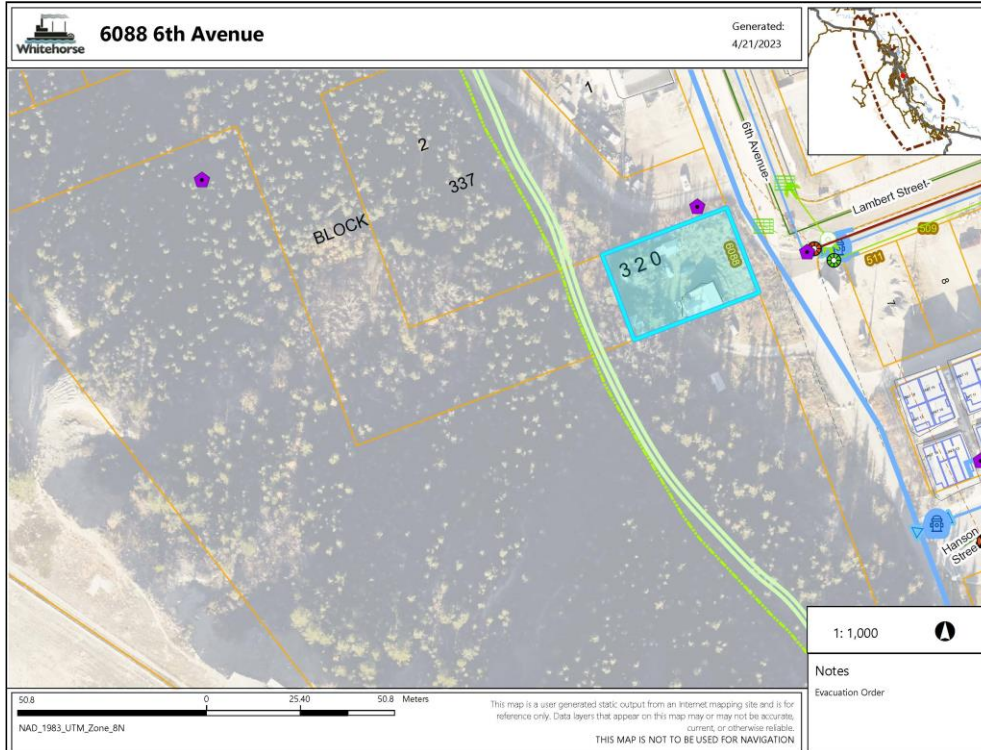 Whitehorse
6088 6th Avenue
Generated:
4/21/2023
1
2
337
BLOCK
6th Avenue-
Lambert Street-
320
6088
509
511
7
8
Hanson
Stree
1: 1,000
Notes
Evacuation Order
50.8 0 25.40 50.8 Meters
NAD_1983_UTM_Zone_8N
This map is a user generated static output from an Internet mapping site and is for
reference only. Data layers that appear on this map may or may not be accurate,
current, or otherwise reliable.
THIS MAP IS NOT TO BE USED FOR NAVIGATION